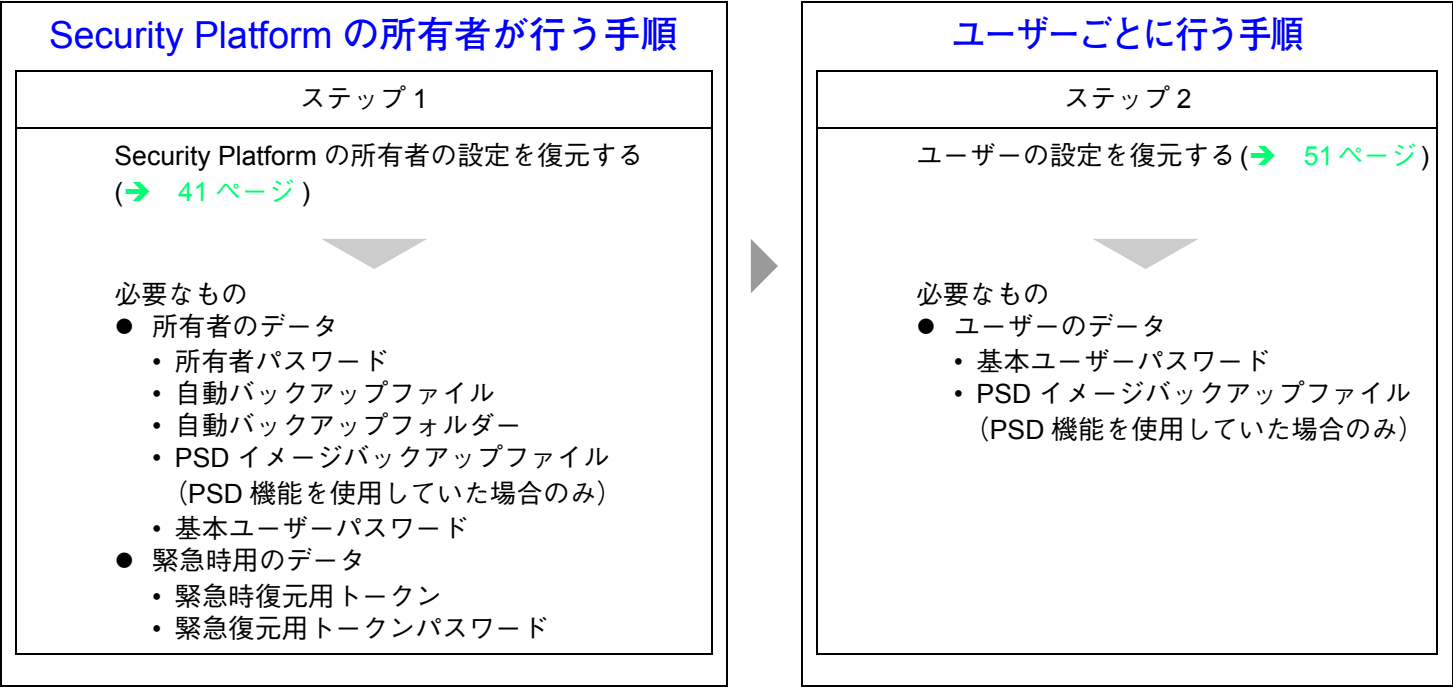 Security Platform の所有者が行う手順
ステップ 1
Security Platform の所有者の設定を復元する
(➔ 41 ページ )
必要なもの
● 所有者のデータ
• 所有者パスワード
• 自動バックアップファイル
• 自動バックアップフォルダー
• PSD イメージバックアップファイル
（PSD 機能を使用していた場合のみ）
• 基本ユーザーパスワード
● 緊急時用のデータ
• 緊急時復元用トークン
• 緊急復元用トークンパスワード
ユーザーごとに行う手順
ステップ 2
ユーザーの設定を復元する (➔ 51 ページ )
必要なもの
● ユーザーのデータ
• 基本ユーザーパスワード
• PSD イメージバックアップファイル
（PSD 機能を使用していた場合のみ）